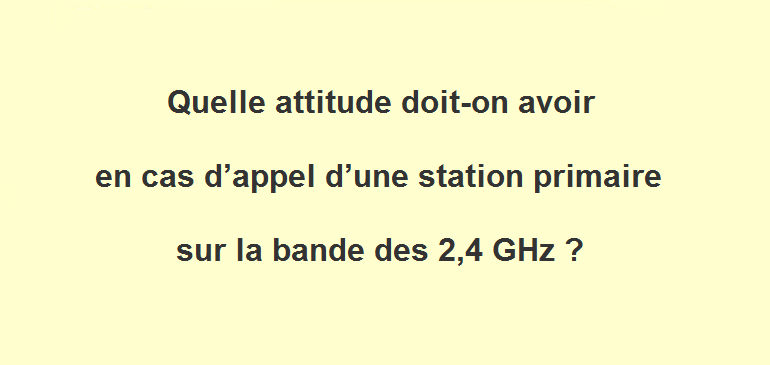 Quelle attitude doit-on avoir
en cas d’appel d’une station primaire
sur la bande des 2,4 GHz ?